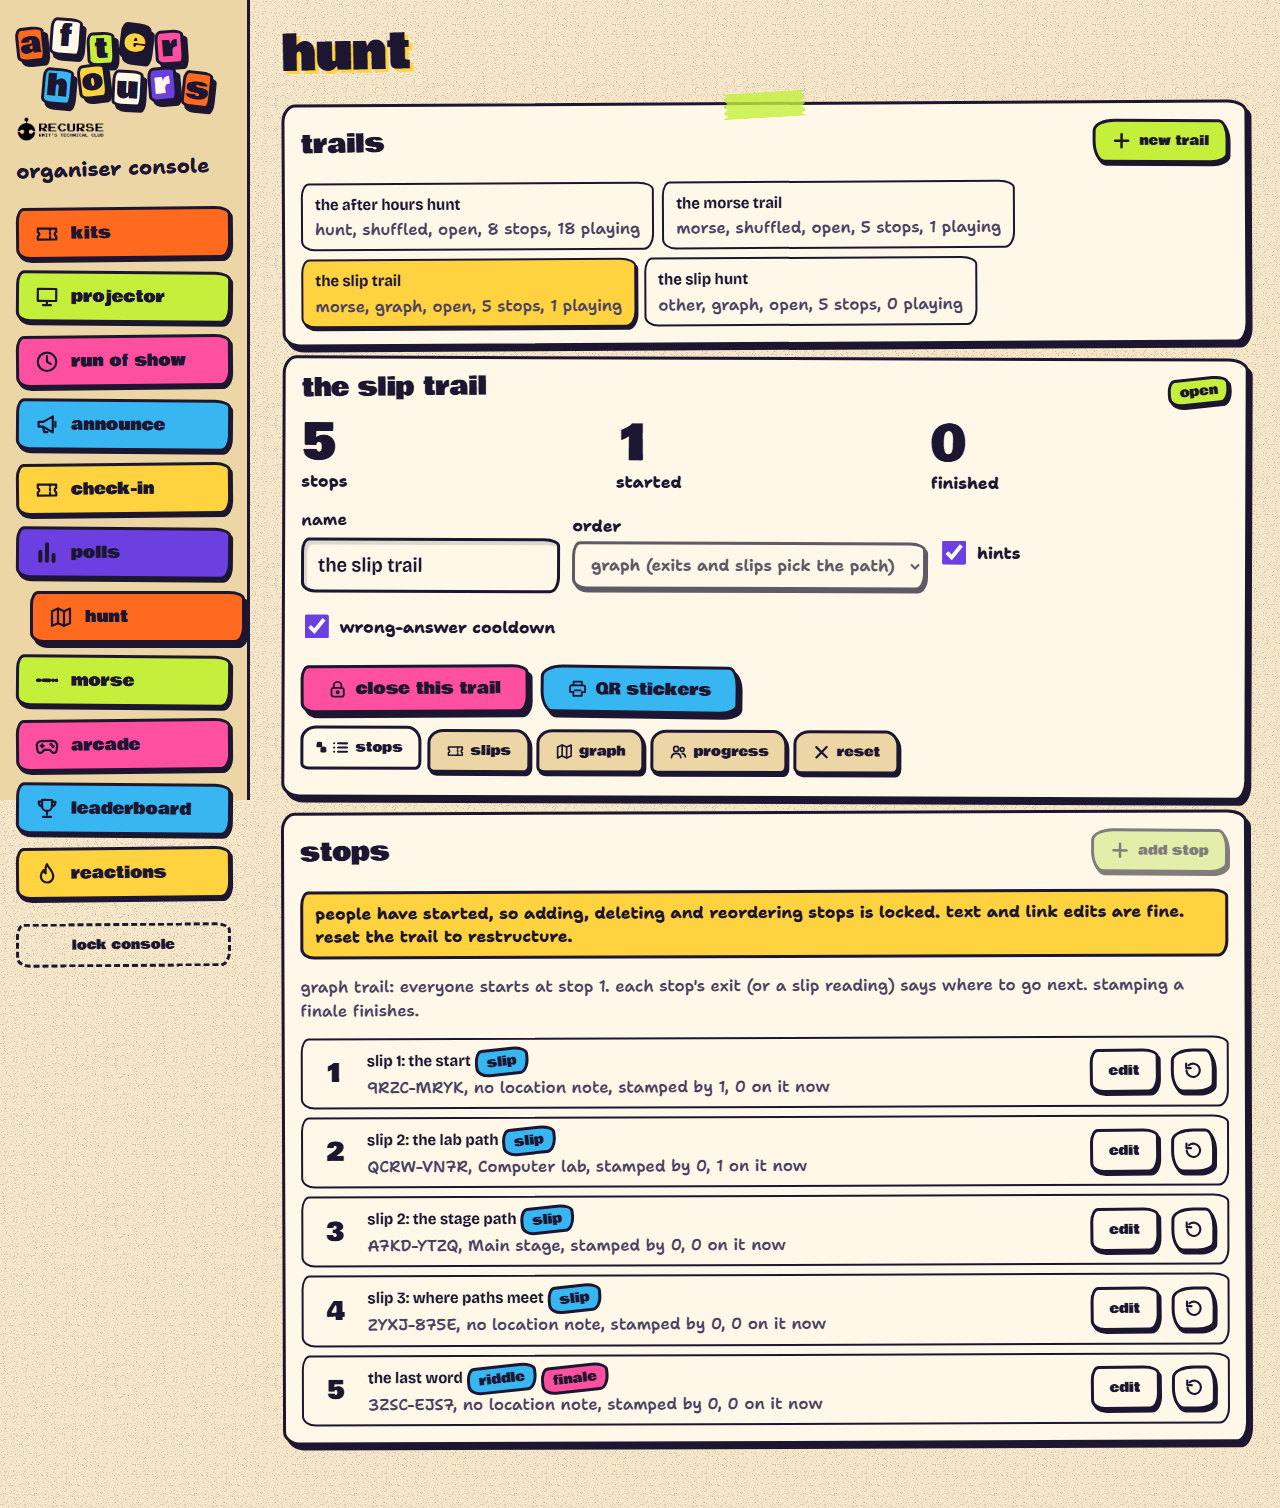 after
hours
RECURSE
KNIT'S TECHNICAL CLUB
organiser console
kits
projector
run of show
announce
check-in
polls
hunt
morse
arcade
leaderboard
reactions
lock console
hunt
trails
new trail
the after hours hunt
hunt, shuffled, open, 8 stops, 18 playing
the morse trail
morse, shuffled, open, 5 stops, 1 playing
the slip trail
morse, graph, open, 5 stops, 1 playing
the slip hunt
other, graph, open, 5 stops, 0 playing
the slip trail
open
5
stops
1
started
0
finished
name
the slip trail
order
graph (exits and slips pick the path)
hints
wrong-answer cooldown
close this trail
QR stickers
stops
slips
graph
progress
reset
stops
add stop
people have started, so adding, deleting and reordering stops is locked. text and link edits are fine.
reset the trail to restructure.
graph trail: everyone starts at stop 1. each stop's exit (or a slip reading) says where to go next. stamping a
finale finishes.
1
slip 1: the start slip
9RZC-MRYK, no location note, stamped by 1, 0 on it now
edit
2
slip 2: the lab path slip
QCRW-VN7R, Computer lab, stamped by 0, 1 on it now
edit
3
slip 2: the stage path slip
A7KD-YTZQ, Main stage, stamped by 0, 0 on it now
edit
4
slip 3: where paths meet slip
2YXJ-875E, no location note, stamped by 0, 0 on it now
edit
5
the last word riddle finale
3ZSC-EJS7, no location note, stamped by 0, 0 on it now
edit